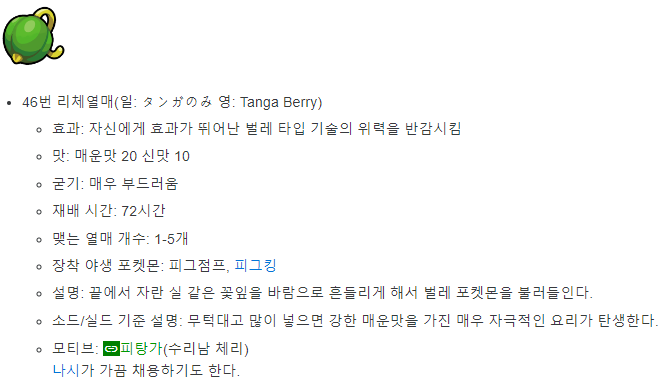 46번 리체열매(일: タンガのみ 영: Tanga Berry)
효과: 자신에게 효과가 뛰어난 벌레 타입 기술의 위력을 반감시킴
맛: 매운맛 20 신맛 10
굳기: 매우 부드러움
재배 시간: 72시간
맺는 열매 개수: 1-5개
장착 야생 포켓몬: 피그점프, 피그킹
설명: 끝에서 자란 실 같은 꽃잎을 바람으로 흔들리게 해서 벌레 포켓몬을 불러들인다.
소드/실드 기준 설명: 무턱대고 많이 넣으면 강한 매운맛을 가진 매우 자극적인 요리가 탄생한다.
모티브: 피탕가(수리남 체리)
나시가 가끔 채용하기도 한다.